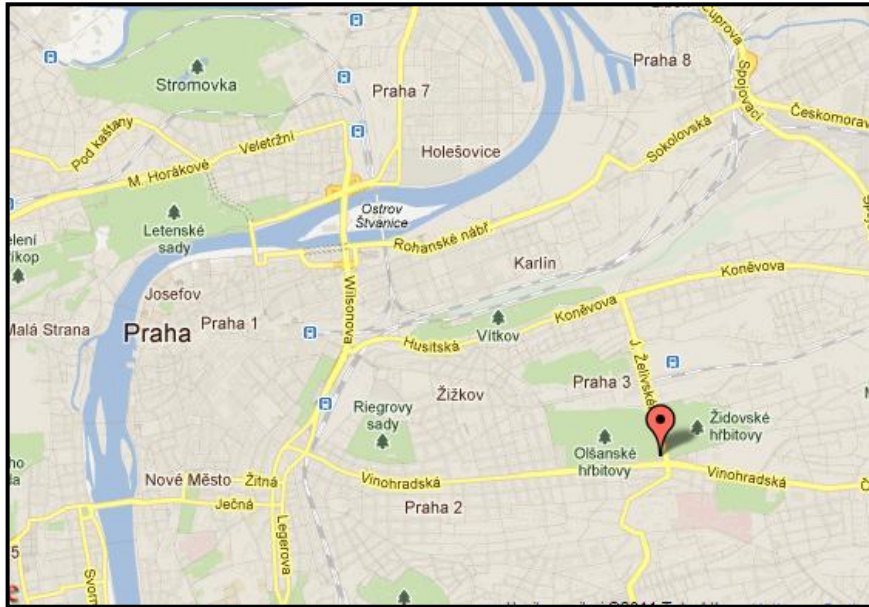 Čuprova
Praha 8
Spojovací
Stromovka
Praha 7
Českomorav
Pod kaštany
Veletržní
Sokolovská
Holešovice
M. Horákové
Ostrov
Štvanice
Letenské
sady
Rohanské nábř.
Karlín
Koněvova
Josefov
Wilsonova
Koněvova
Malá Strana
Praha
Praha 1
Vítkov
Husitská
J. Želivské
Praha 3
Žižkov
Riegrovy
sady
Židovské
hřbitovy
Olšanské
hřbitovy
Nové Město
Žitná
Vinohradská
Vinohradská
Ječná
Praha 2
Legerova
Svorn